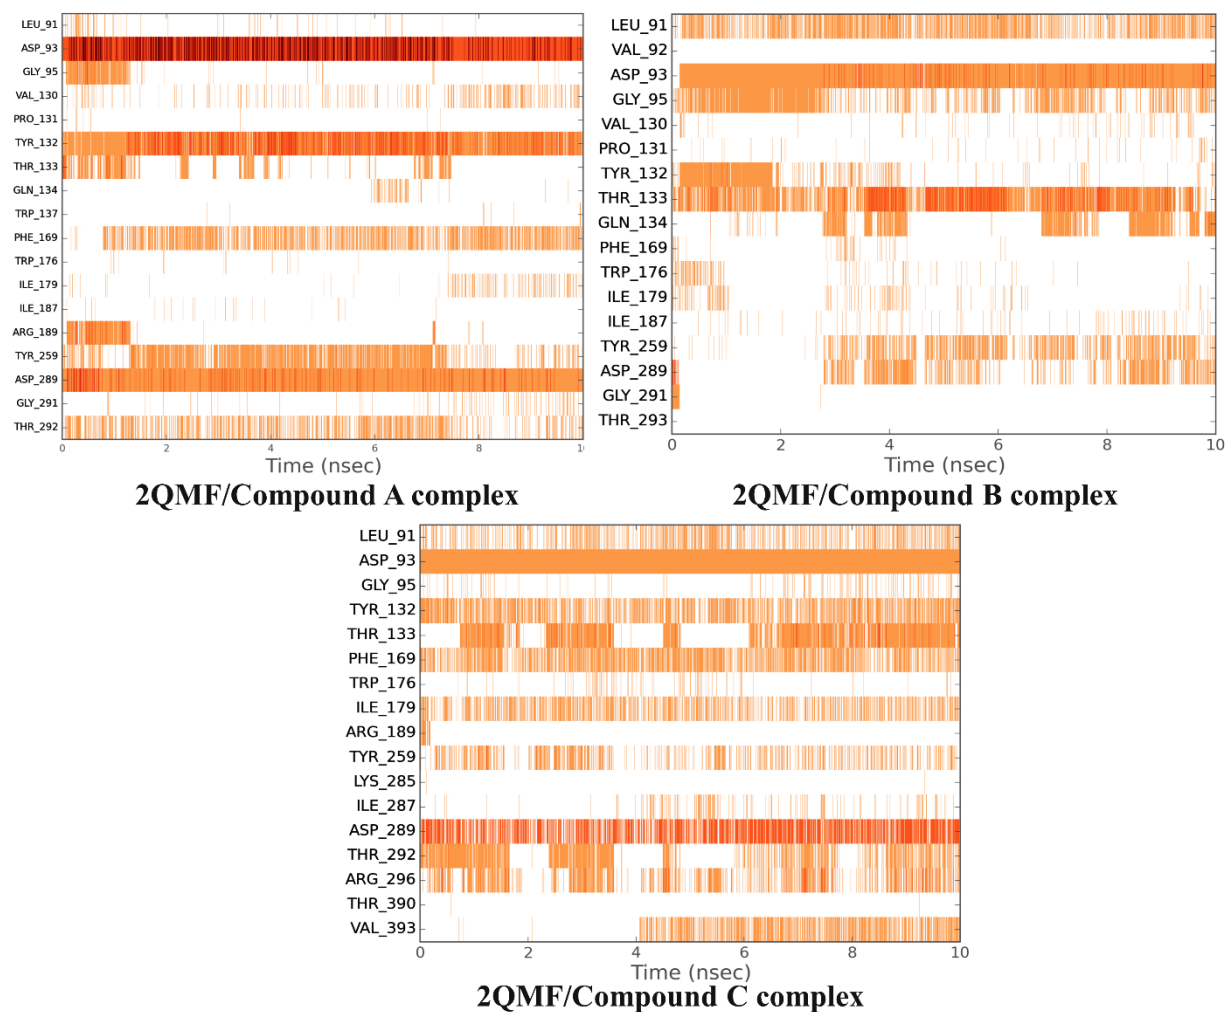 LEU_91
ASP_93
GLY_95
VAL_130
PRO_131
TYR_132
THR_133
GLN_134
TRP_137
PHE_169
TRP_176
ILE_179
ILE_187
ARG_189
TYR_259
ASP_289
GLY_291
THR_292
0 2 4 6 8
Time (nsec)
2QMF/Compound A complex
LEU_91
VAL_92
ASP_93
GLY_95
VAL_130
PRO_131
TYR_132
THR_133
GLN_134
PHE_169
TRP_176
ILE_179
ILE_187
TYR_259
ASP_289
GLY_291
THR_293
0 2 4 6 8 10
Time (nsec)
2QMF/Compound B complex
LEU_91
ASP_93
GLY_95
TYR_132
THR_133
PHE_169
TRP_176
ILE_179
ARG_189
TYR_259
LYS_285
ILE_287
ASP_289
THR_292
ARG_296
THR_390
VAL_393
0 2 4 6 8 10
Time (nsec)
2QMF/Compound C complex